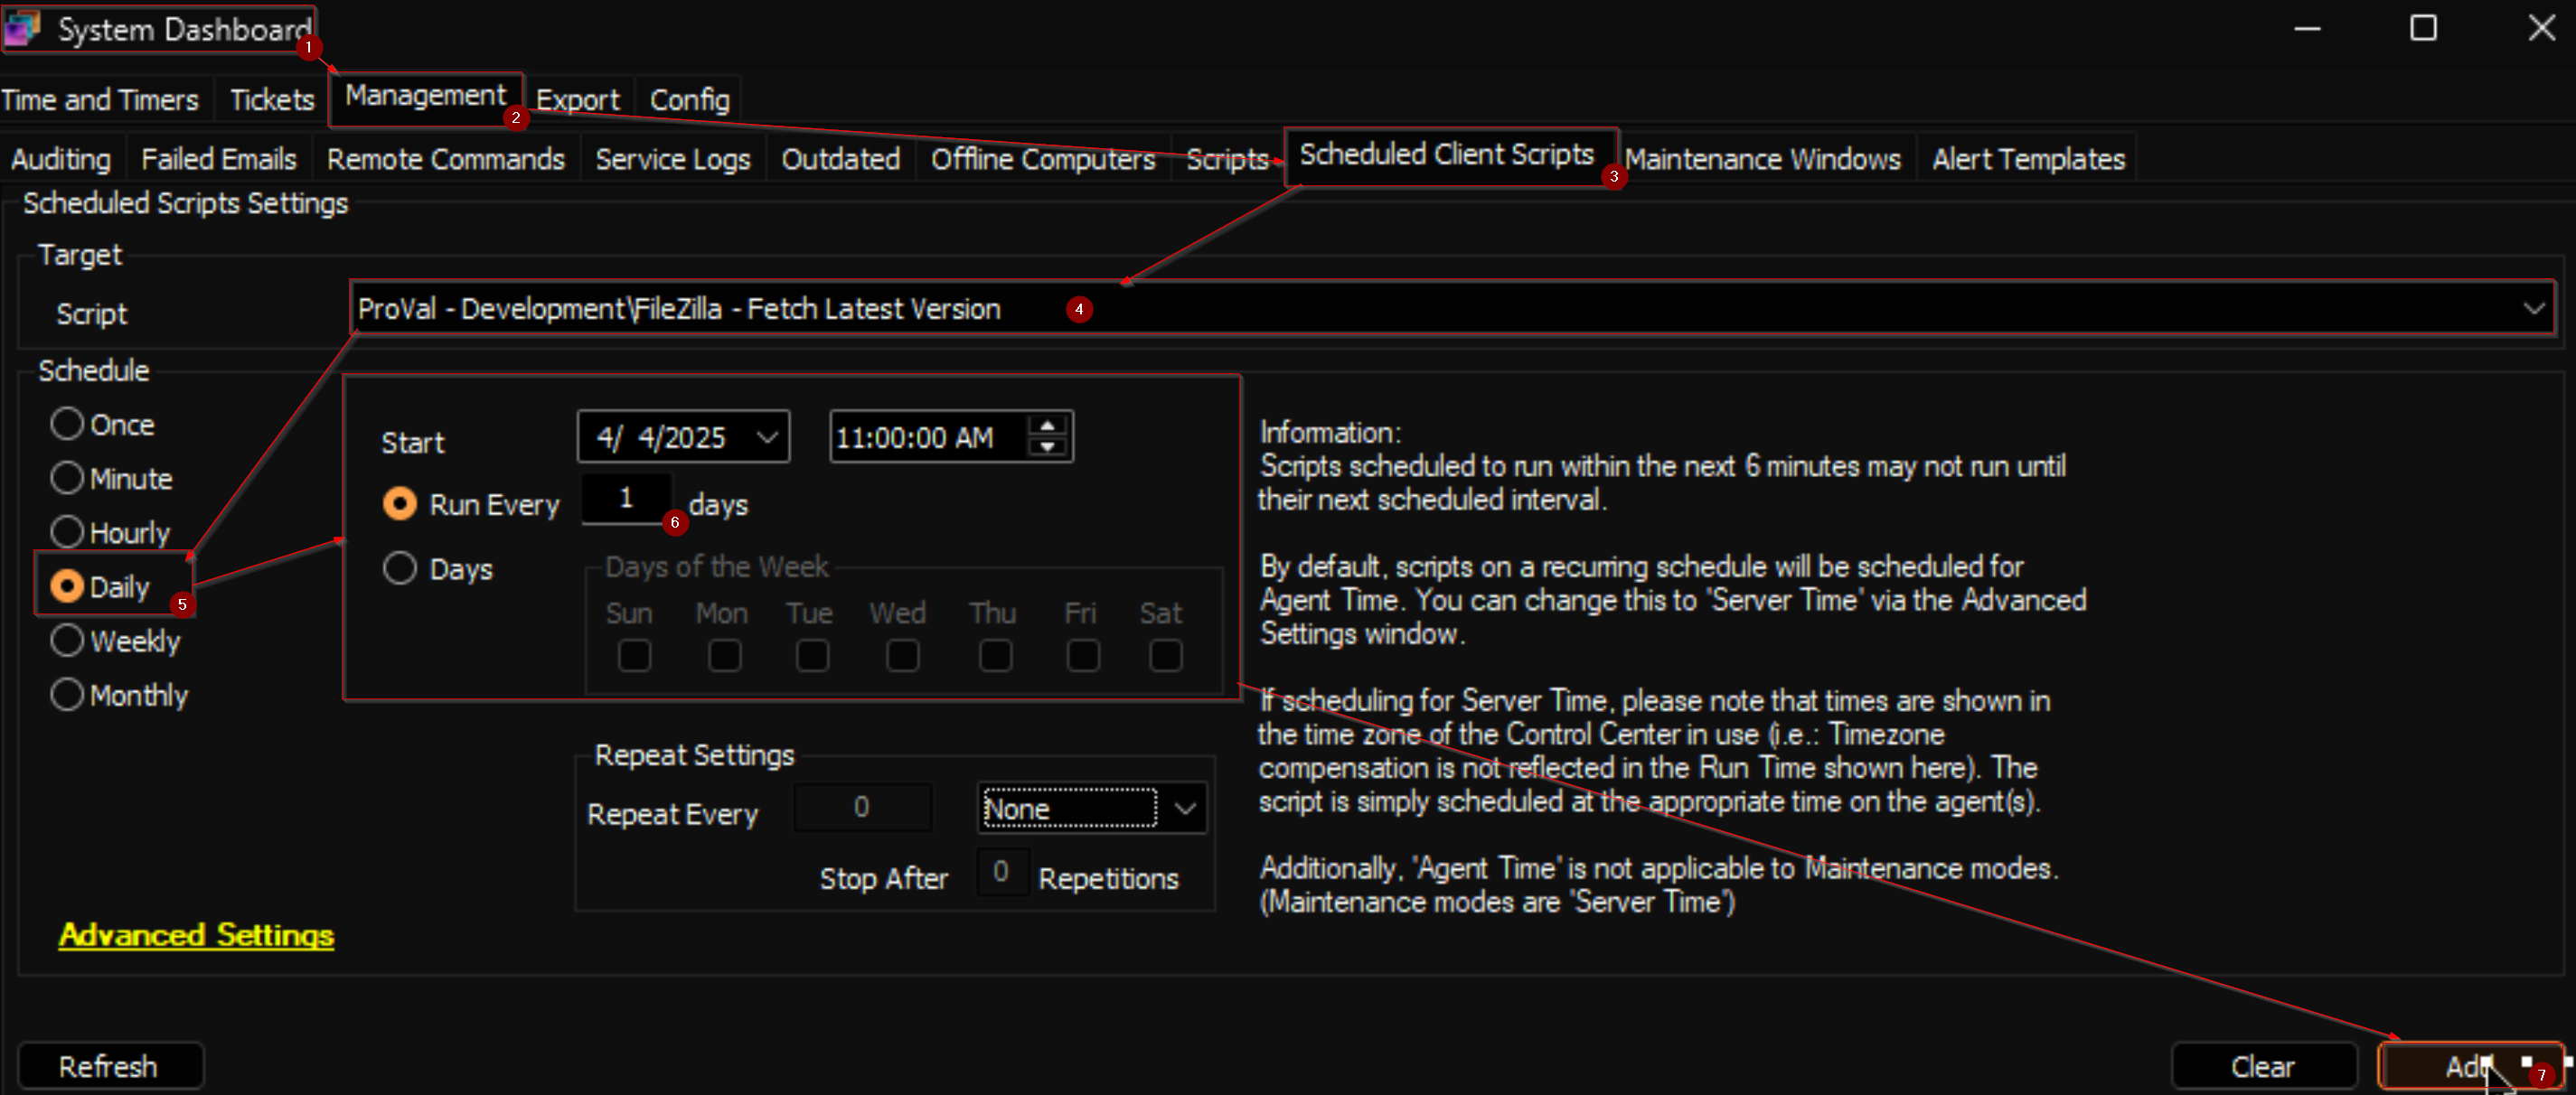 System Dashboard
1
Time and Timers Tickets Management Export Config
2
Auditing Failed Emails Remote Commands Service Logs Outdated Offline Computers Scripts Scheduled Client Scripts Maintenance Windows Alert Templates
3
Scheduled Scripts Settings
Target
Script ProVal - Development\FileZilla - Fetch Latest Version 4
Schedule
Once
Minute
Hourly
Daily
5
Weekly
Monthly
Start 4/ 4/2025 11:00:00 AM
Run Every 1 days
6
Days
Days of the Week
Sun Mon Tue Wed Thu Fri Sat
Repeat Settings
Repeat Every 0 None
Stop After 0 Repetitions
Information:
Scripts scheduled to run within the next 6 minutes may not run until
their next scheduled interval.
By default, scripts on a recurring schedule will be scheduled for
Agent Time. You can change this to 'Server Time' via the Advanced
Settings window.
If scheduling for Server Time, please note that times are shown in
the time zone of the Control Center in use (i.e.: Timezone
compensation is not reflected in the Run Time shown here). The
script is simply scheduled at the appropriate time on the agent(s).
Additionally, 'Agent Time' is not applicable to Maintenance modes.
(Maintenance modes are 'Server Time')
Advanced Settings
Refresh Clear Add
7